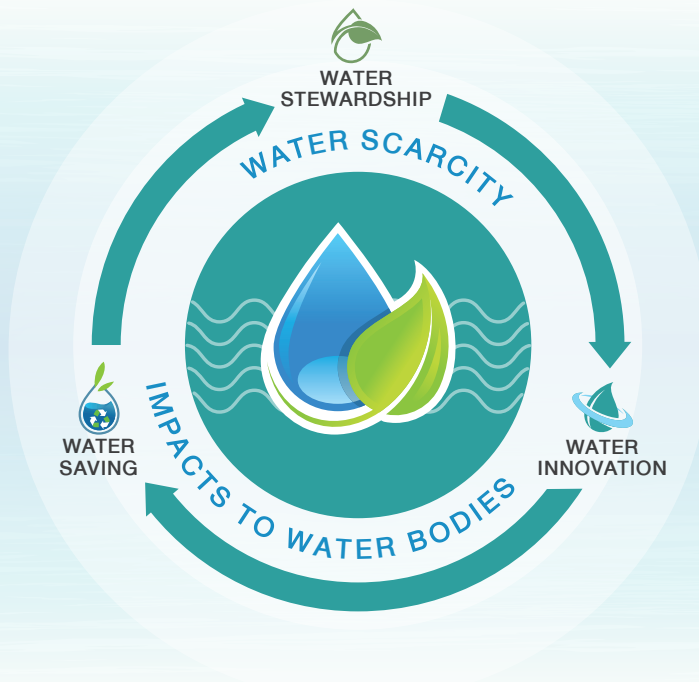 WATER
STEWARDSHIP
WATER SCARCITY
WATER
SAVING
WATER
INNOVATION
IMPACTS TO WATER BODIES